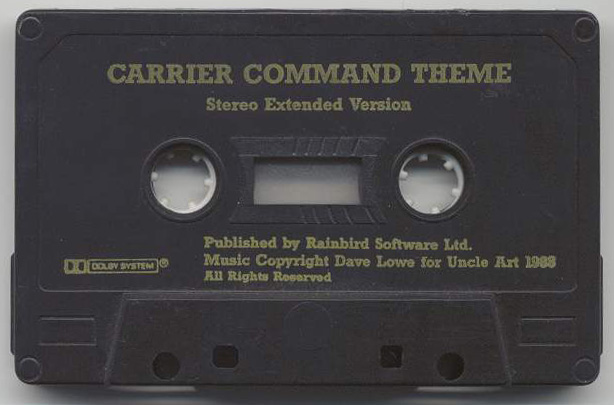 CARRIER COMMAND THEME
Stereo Extended Version
Published by Rainbird Software Ltd.
DOLBY SYSTEM ® Music Copyright Dave Lowe for Uncle Art 1988
All Rights Reserved